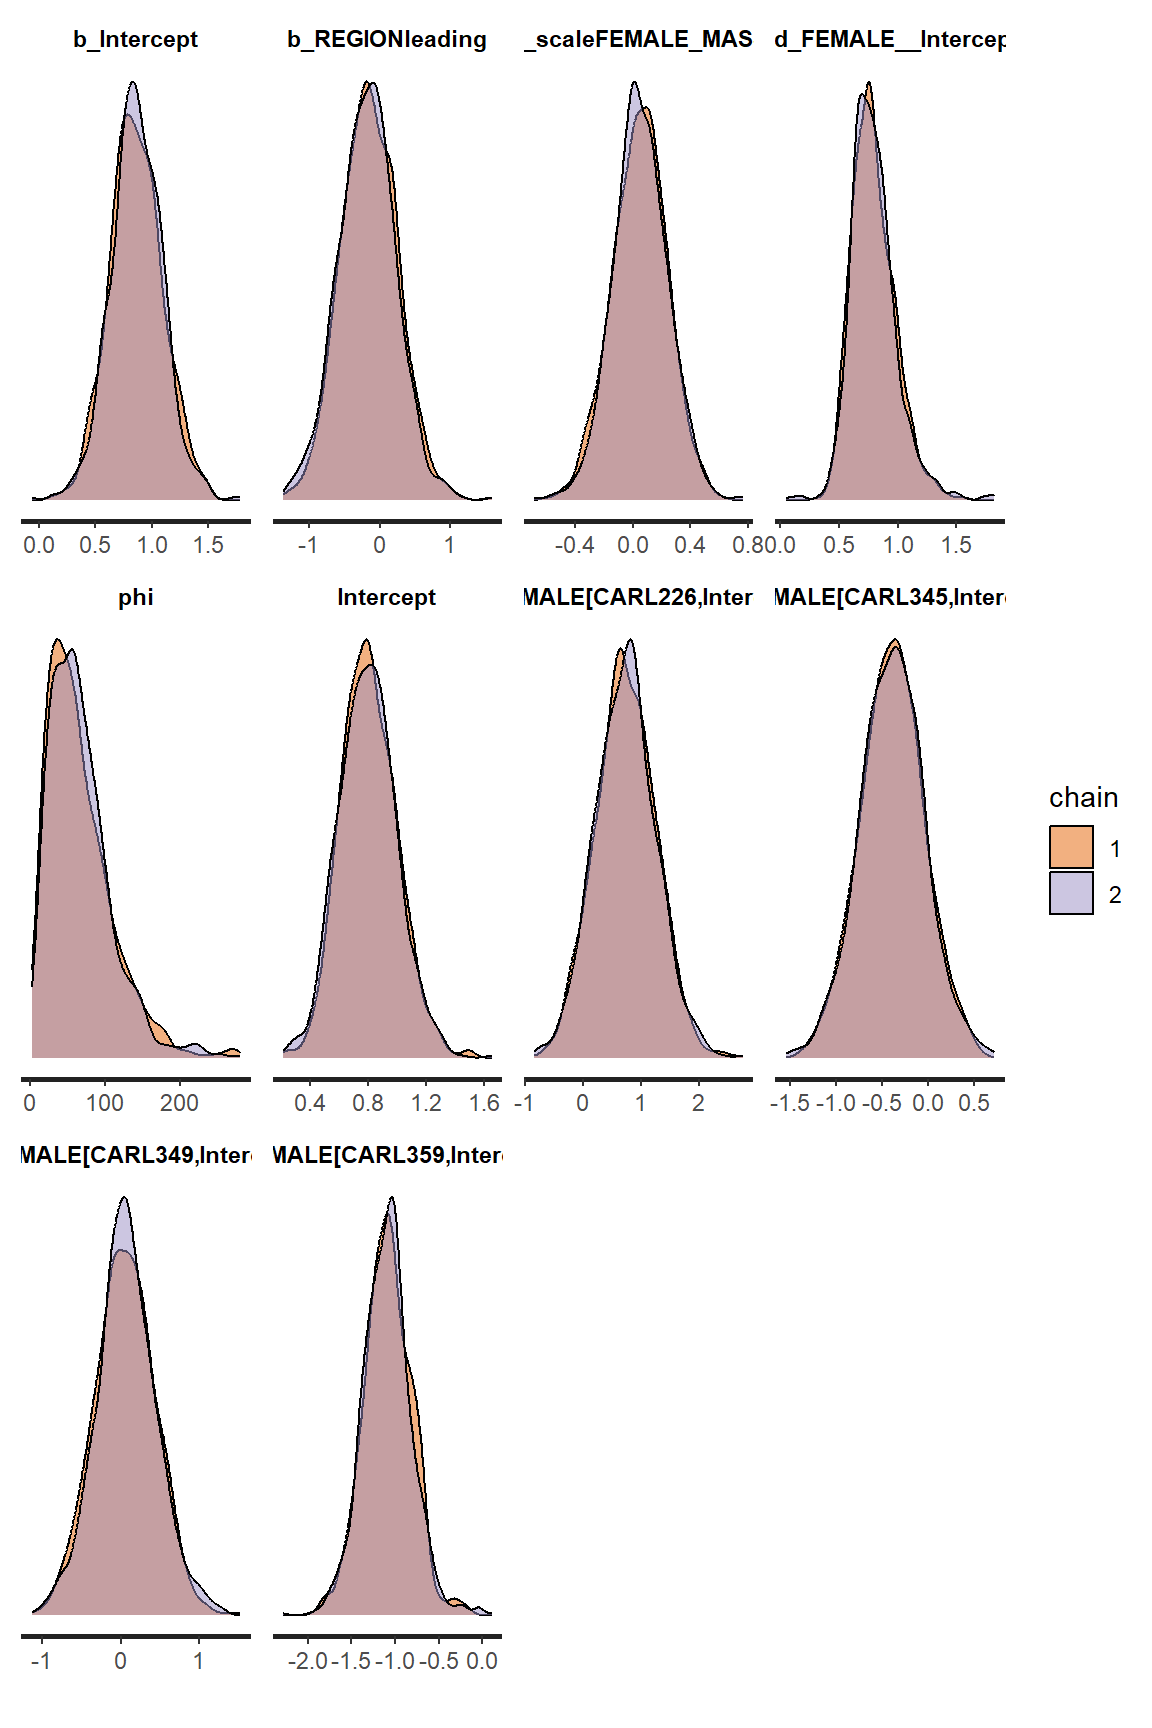 b_Intercept b_REGIONleading _scaleFEMALE_MAS d_FEMALE__Intercep
0.0 0.5 1.0 1.5 -1 0 1 -0.4 0.0 0.4 0.8 0.0 0.5 1.0 1.5
phi Intercept MALE[CARL226,Inter MALE[CARL345,Inter
0 100 200 0.4 0.8 1.2 1.6 -1 0 1 2 -1.5 -1.0 -0.5 0.0 0.5
chain
1
2
MALE[CARL349,Inter MALE[CARL359,Inter
-1 0 1 -2.0 -1.5 -1.0 -0.5 0.0